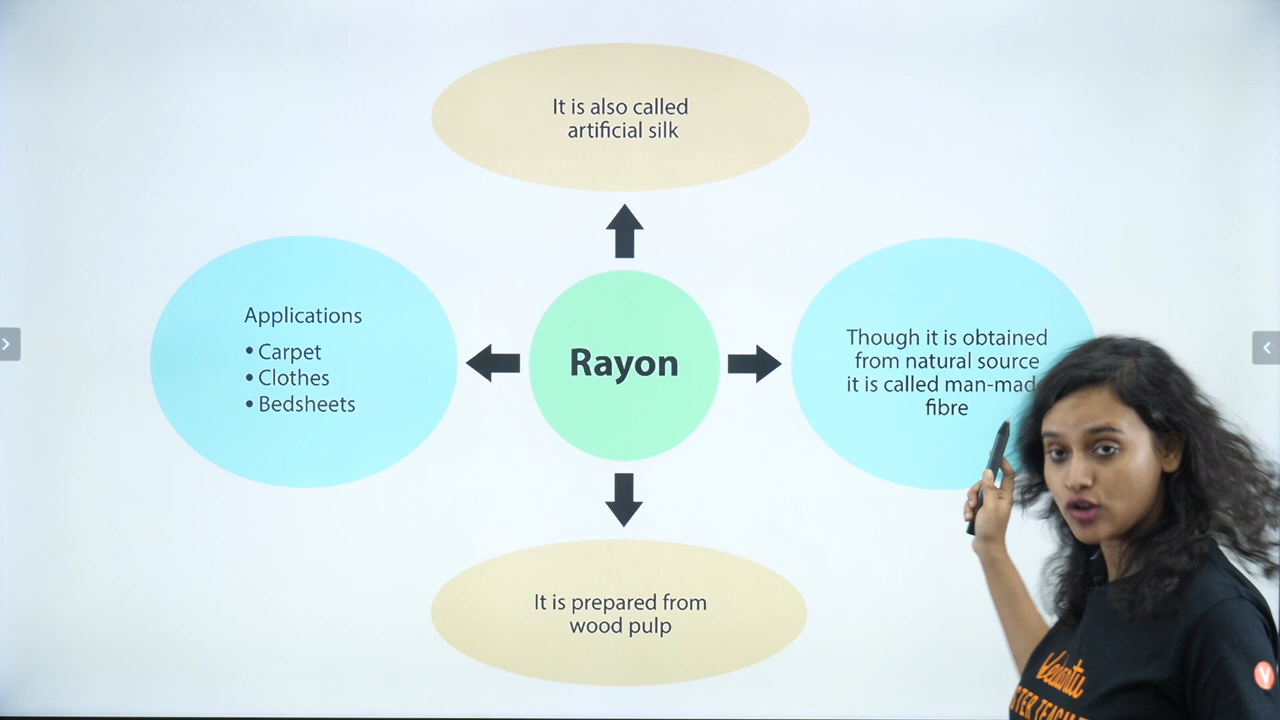 It is also called
artificial silk
Applications
• Carpet
• Clothes
• Bedsheets
Rayon
Though it is obtained
from natural source
it is called man-mad
fibre
It is prepared from
wood pulp
Vedantu
V